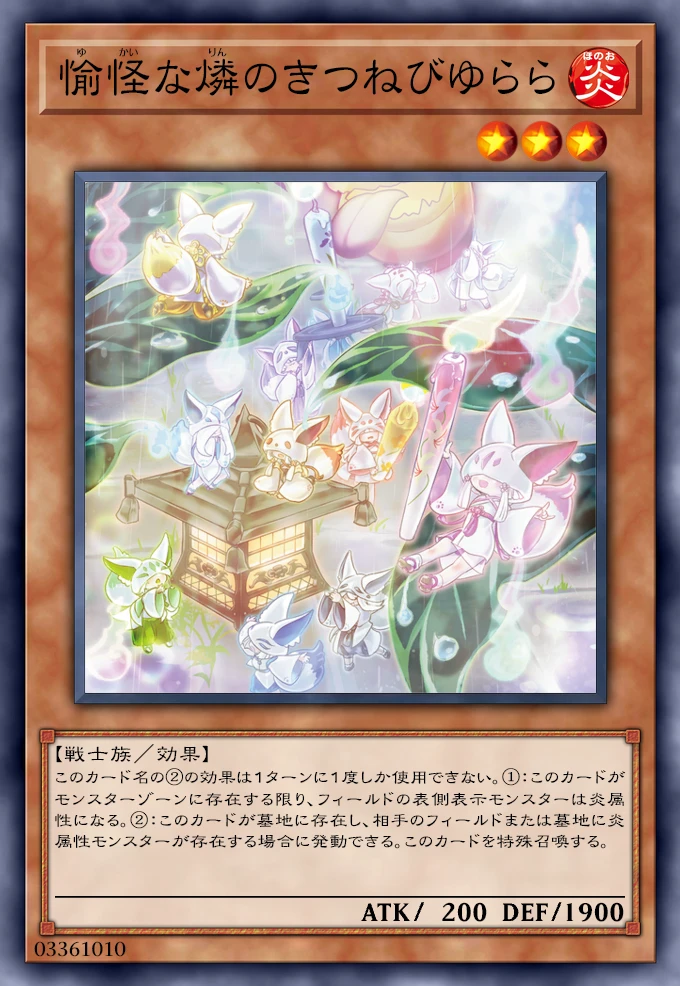 ゆ かい りん
愉怪な燐のきつねびゆらら
ほのお
炎
【戦士族／効果】
このカード名の②の効果は１ターンに１度しか使用できない。①：このカードが
モンスターゾーンに存在する限り、フィールドの表側表示モンスターは炎属
性になる。②：このカードが墓地に存在し、相手のフィールドまたは墓地に炎
属性モンスターが存在する場合に発動できる。このカードを特殊召喚する。
ATK/ 200 DEF/1900
03361010